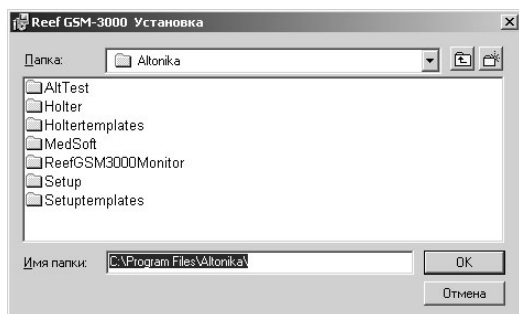 Reef GSM-3000 Установка
Папка: Altonika
AltTest
Holter
Holtertemplates
MedSoft
ReefGSM3000Monitor
Setup
Setuptemplates
Имя папки: C:\Program Files\Altonika\ OK
Отмена